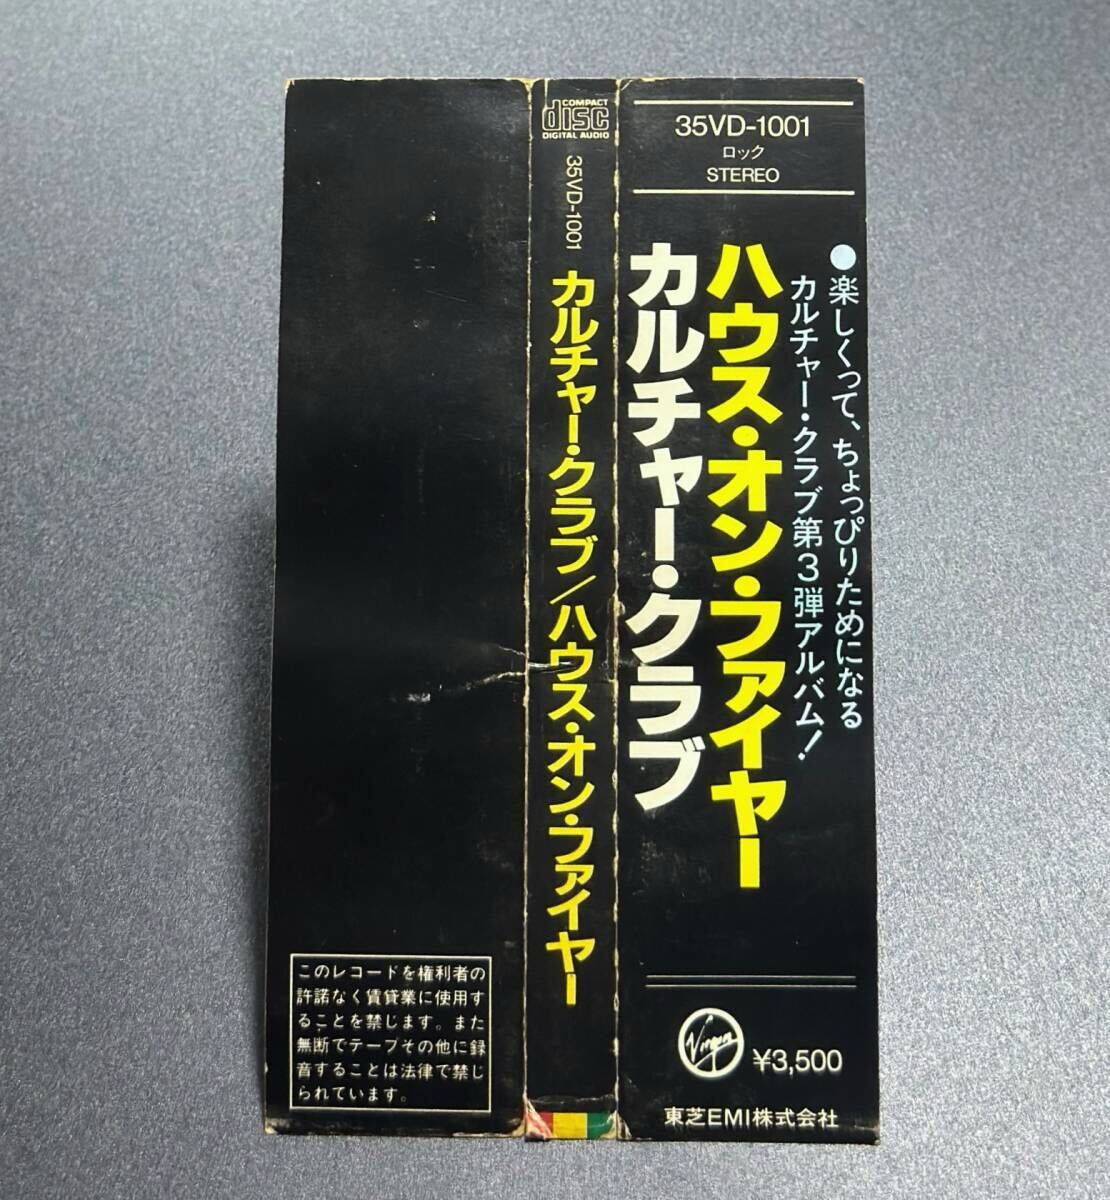 35VD-1001
ロック
STEREO
●楽しくって、ちょっぴりためになる
カルチャー・クラブ第3弾アルバム!
ハウス・オン・ファイヤー
カルチャー・クラブ
Virgin
¥3,500
東芝EMI株式会社
COMPACT
disc
DIGITAL AUDIO
35VD-1001
カルチャー・クラブ/ハウス・オン・ファイヤー
このレコードを権利者の
許諾なく賃貸業に使用す
ることを禁じます。また
無断でテープその他に録
音することは法律で禁じ
られています。